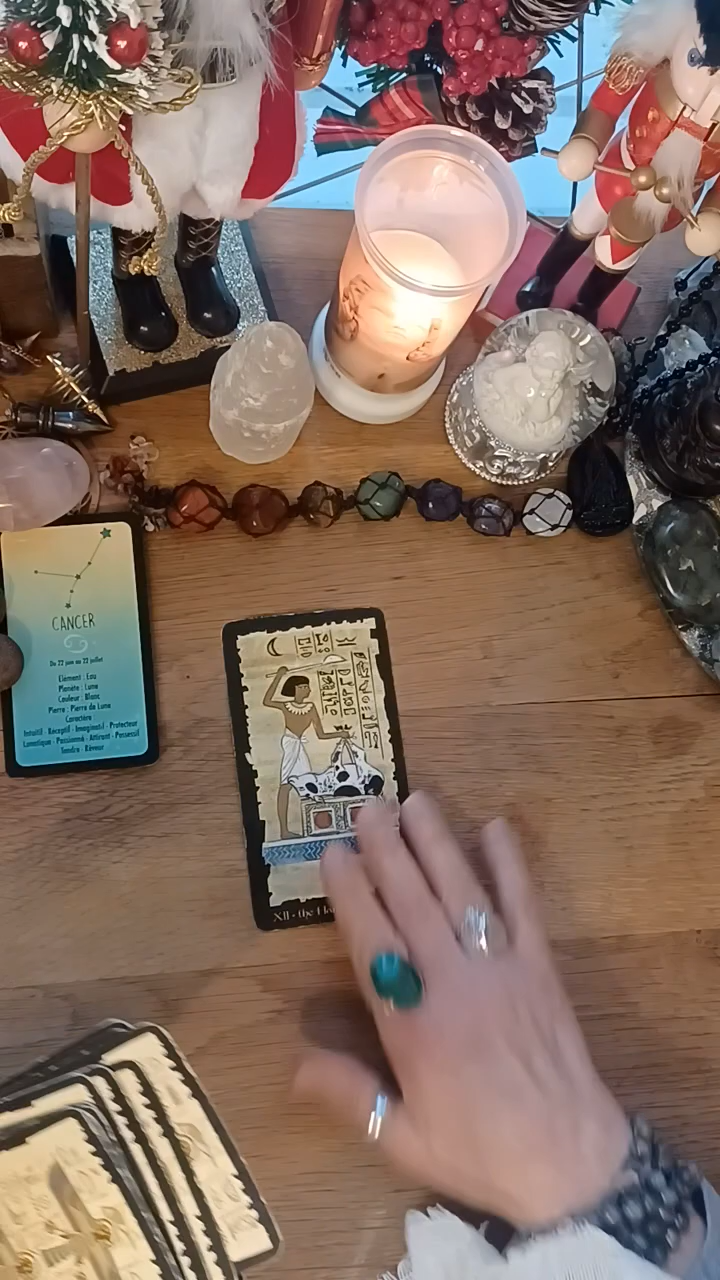 CANCER
Du 22 juin au 22 juillet
Elément : Eau
Planète : Lune
Couleur : Blanc
Pierre : Pierre de Lune
Caractère
Intuitif - Réceptif - Imaginatif - Protecteur
Lunatique - Passionné - Attirant - Possessif
Tendre - Rêveur
XII - the